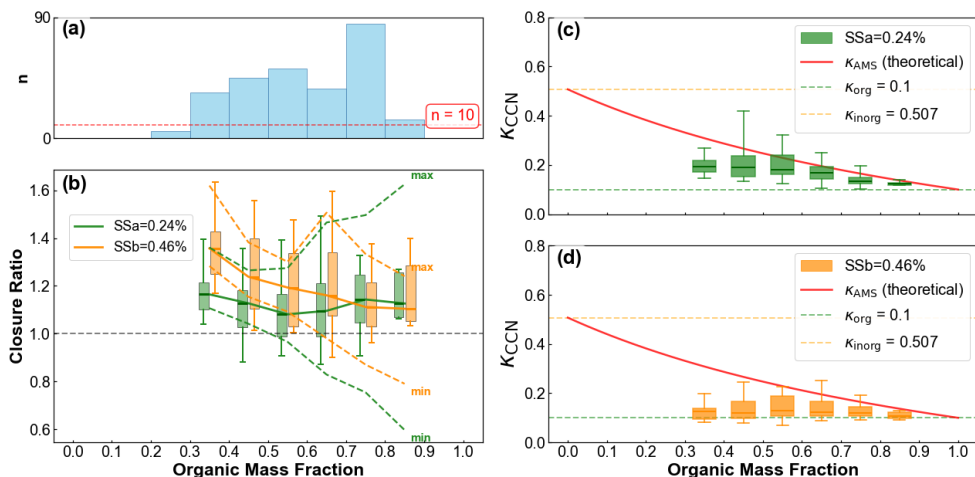 (a)
90
n
0
n = 10
(b)
1.6
1.4
1.2
1.0
0.8
0.6
Closure Ratio
SSa=0.24%
SSb=0.46%
max
max
min
min
0.0 0.1 0.2 0.3 0.4 0.5 0.6 0.7 0.8 0.9 1.0
Organic Mass Fraction
(c)
0.8
0.6
0.4
0.2
0.0
κCCN
SSa=0.24%
κAMS (theoretical)
κorg = 0.1
κinorg = 0.507
(d)
0.8
0.6
0.4
0.2
0.0
κCCN
SSb=0.46%
κAMS (theoretical)
κorg = 0.1
κinorg = 0.507
0.0 0.1 0.2 0.3 0.4 0.5 0.6 0.7 0.8 0.9 1.0
Organic Mass Fraction